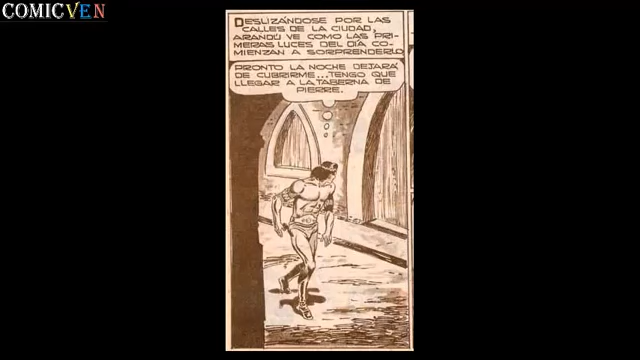 COMICVEN
DESLIZÁNDOSE POR LAS
CALLES DE LA CIUDAD,
ARANDÚ VE COMO LAS PRI-
MERAS LUCES DEL DÍA CO-
MIENZAN A SORPRENDERLO
PRONTO LA NOCHE DEJARÁ
DE CUBRIRME...TENGO QUE
LLEGAR A LA TABERNA DE
PIERRE.